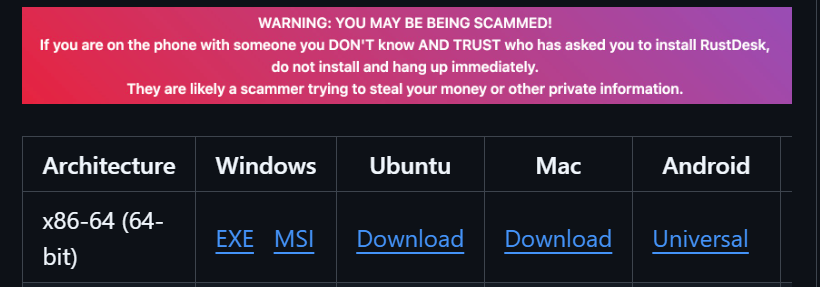 WARNING: YOU MAY BE BEING SCAMMED!
If you are on the phone with someone you DON'T know AND TRUST who has asked you to install RustDesk,
do not install and hang up immediately.
They are likely a scammer trying to steal your money or other private information.
Architecture Windows Ubuntu Mac Android
x86-64 (64-
bit) EXE MSI Download Download Universal